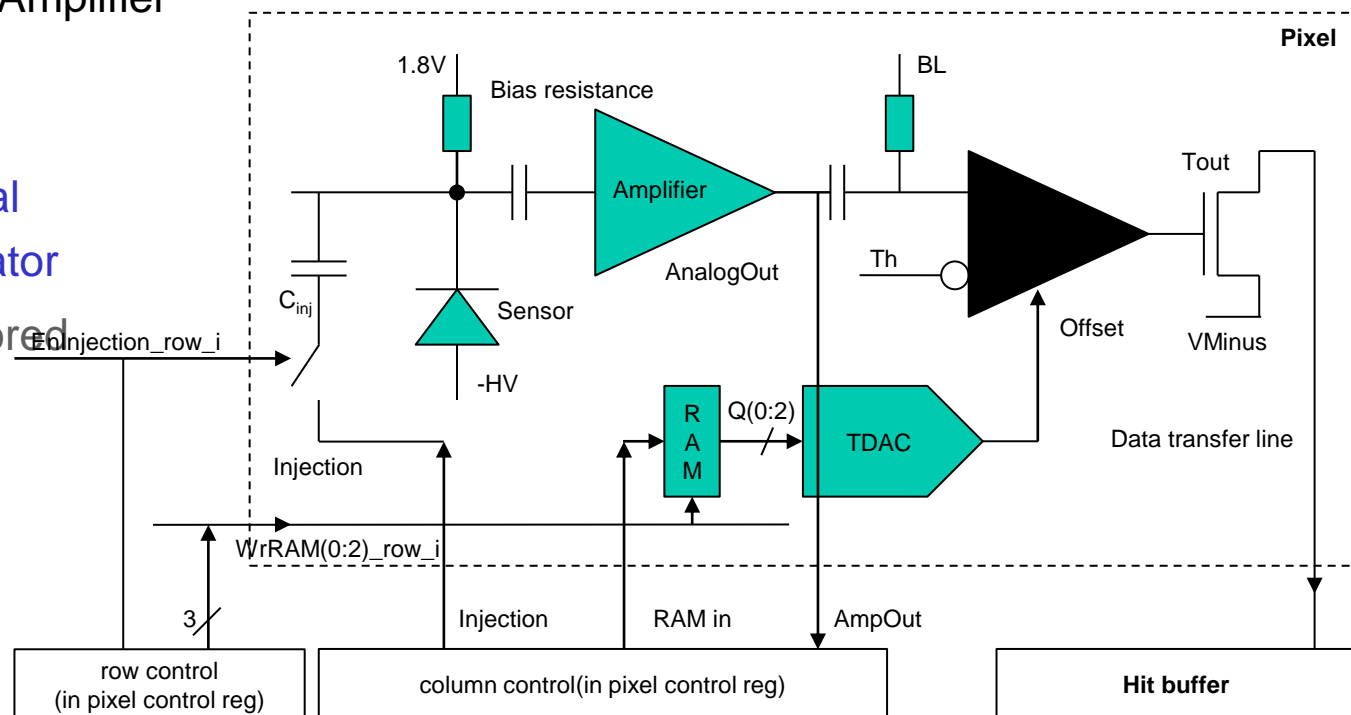 Amplifier
Pixel
1.8V
BL
Bias resistance
Tout
Amplifier
al
ator
ored
Th
AnalogOut
C_inj
Sensor
EnInjection_row_i
Offset
VMinus
-HV
R
A
M
Q(0:2)
TDAC
Data transfer line
Injection
WrRAM(0:2)_row_i
3
Injection
RAM in
AmpOut
row control
(in pixel control reg)
column control(in pixel control reg)
Hit buffer